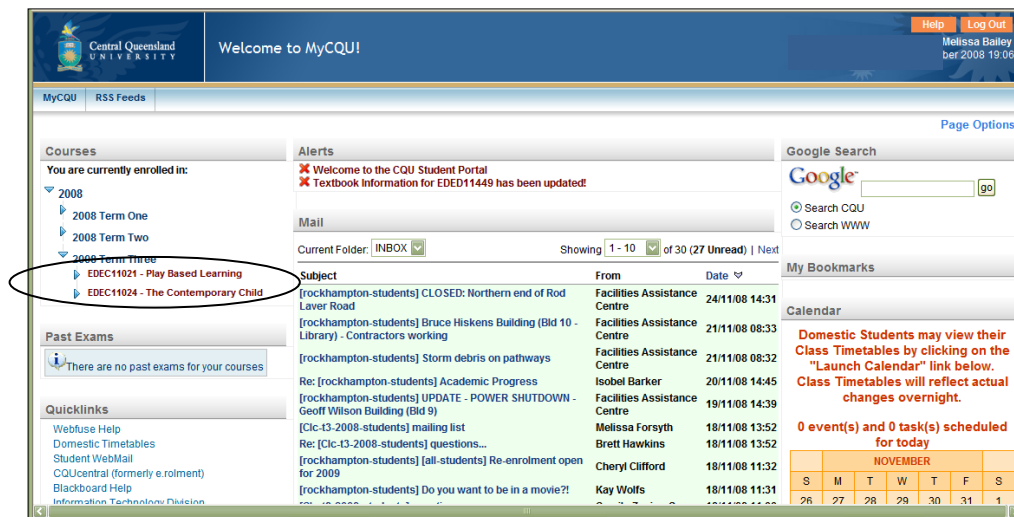 Central Queensland
UNIVERSITY
Welcome to MyCQU!
Help
Log Out
Melissa Bailey
ber 2008 19:06
MyCQU
RSS Feeds
Page Options
Courses
You are currently enrolled in:
2008
2008 Term One
2008 Term Two
2008 Term Three
EDEC11021 - Play Based Learning
EDEC11024 - The Contemporary Child
Past Exams
There are no past exams for your courses
Quicklinks
Webfuse Help
Domestic Timetables
Student WebMail
CQUcentral (formerly e.rolment)
Blackboard Help
Information Technology Division
Alerts
Welcome to the CQU Student Portal
Textbook Information for EDED11449 has been updated!
Mail
Current Folder: INBOX Showing 1 - 10 of 30 (27 Unread) | Next
Subject From Date
[rockhampton-students] CLOSED: Northern end of Rod Facilities Assistance 24/11/08 14:31
Laver Road Centre
[rockhampton-students] Bruce Hiskens Building (Bld 10 - Facilities Assistance 21/11/08 08:33
Library) - Contractors working Centre
[rockhampton-students] Storm debris on pathways Facilities Assistance 21/11/08 08:32
Centre
Re: [rockhampton-students] Academic Progress Isobel Barker 20/11/08 14:45
[rockhampton-students] UPDATE - POWER SHUTDOWN - Facilities Assistance 19/11/08 14:39
Geoff Wilson Building (Bld 9) Centre
[Clc-t3-2008-students] mailing list Melissa Forsyth 18/11/08 13:52
Re: [Clc-t3-2008-students] questions... Brett Hawkins 18/11/08 13:52
[rockhampton-students] [all-students] Re-enrolment open Cheryl Clifford 18/11/08 11:32
for 2009
[rockhampton-students] Do you want to be in a movie?! Kay Wolfs 18/11/08 11:31
Google Search
Google
go
Search CQU
Search WWW
My Bookmarks
Calendar
Domestic Students may view their
Class Timetables by clicking on the
"Launch Calendar" link below.
Class Timetables will reflect actual
changes overnight.
0 event(s) and 0 task(s) scheduled
for today
NOVEMBER
S M T W T F S
26 27 28 29 30 31 1